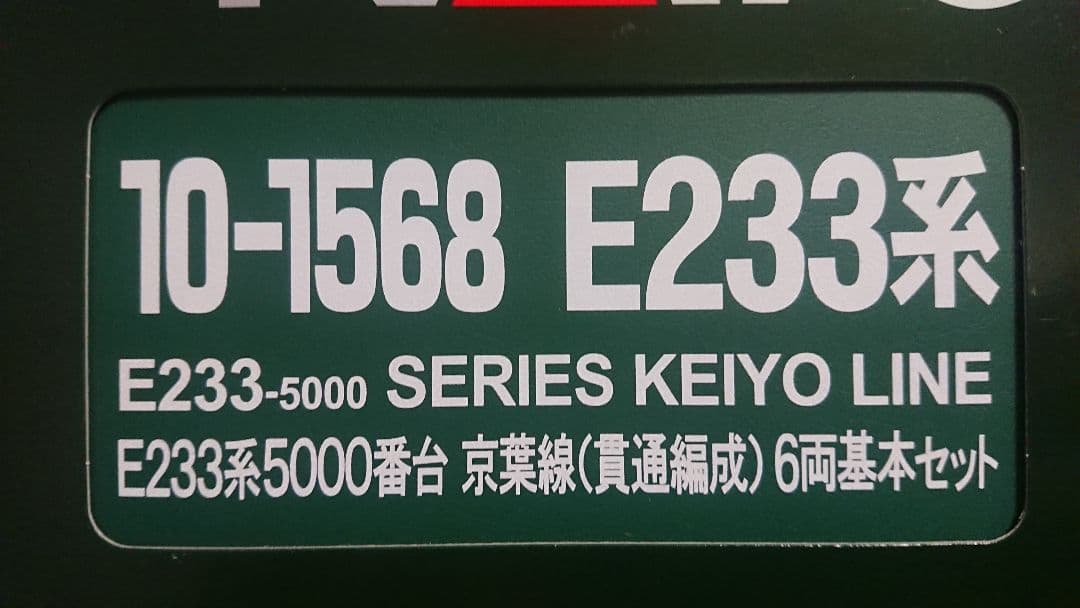 10-1568 E233系
E233-5000 SERIES KEIYO LINE
E233系5000番台 京葉線(貫通編成) 6両基本セット